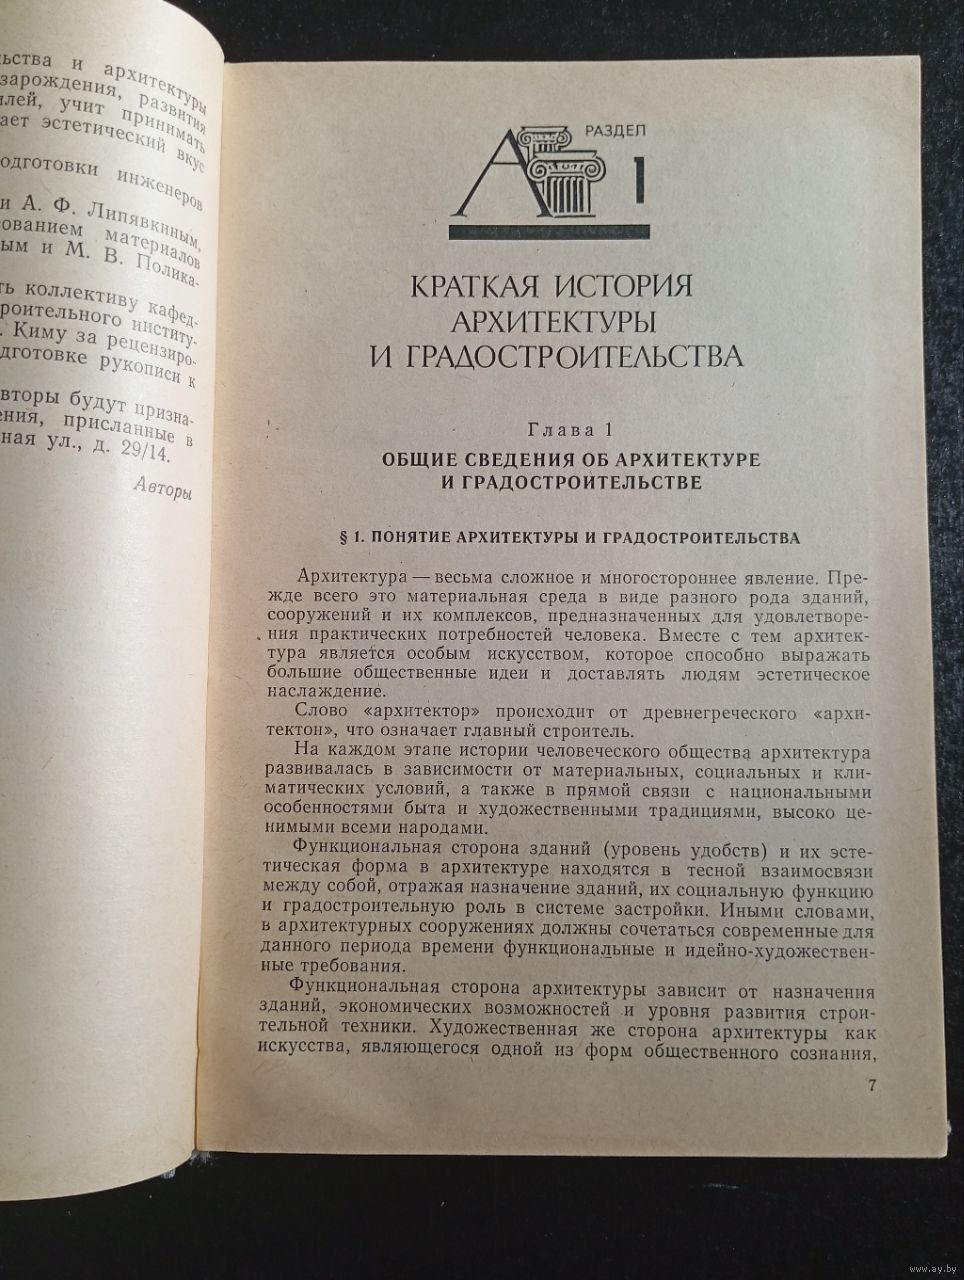 льства и архитектуры
зарождения, развития
лей, учит принимать
ает эстетический вкус
одготовки инженеров
и А. Ф. Липявкиным,
ованием материалов
ым и М. В. Полика-
ть коллективу кафед-
роительного институ-
. Киму за рецензиро-
дготовке рукописи к
вторы будут призна-
ения, присланные в
ная ул., д. 29/14.
Авторы
РАЗДЕЛ
1
КРАТКАЯ ИСТОРИЯ
АРХИТЕКТУРЫ
И ГРАДОСТРОИТЕЛЬСТВА
Глава 1
ОБЩИЕ СВЕДЕНИЯ ОБ АРХИТЕКТУРЕ
И ГРАДОСТРОИТЕЛЬСТВЕ
§ 1. ПОНЯТИЕ АРХИТЕКТУРЫ И ГРАДОСТРОИТЕЛЬСТВА
Архитектура — весьма сложное и многостороннее явление. Пре-
жде всего это материальная среда в виде разного рода зданий,
сооружений и их комплексов, предназначенных для удовлетворе-
ния практических потребностей человека. Вместе с тем архитек-
тура является особым искусством, которое способно выражать
большие общественные идеи и доставлять людям эстетическое
наслаждение.
Слово «архитектор» происходит от древнегреческого «архи-
тектон», что означает главный строитель.
На каждом этапе истории человеческого общества архитектура
развивалась в зависимости от материальных, социальных и кли-
матических условий, а также в прямой связи с национальными
особенностями быта и художественными традициями, высоко це-
нимыми всеми народами.
Функциональная сторона зданий (уровень удобств) и их эсте-
тическая форма в архитектуре находятся в тесной взаимосвязи
между собой, отражая назначение зданий, их социальную функцию
и градостроительную роль в системе застройки. Иными словами,
в архитектурных сооружениях должны сочетаться современные для
данного периода времени функциональные и идейно-художествен-
ные требования.
Функциональная сторона архитектуры зависит от назначения
зданий, экономических возможностей и уровня развития строи-
тельной техники. Художественная же сторона архитектуры как
искусства, являющегося одной из форм общественного сознания,
7
www.ay.by